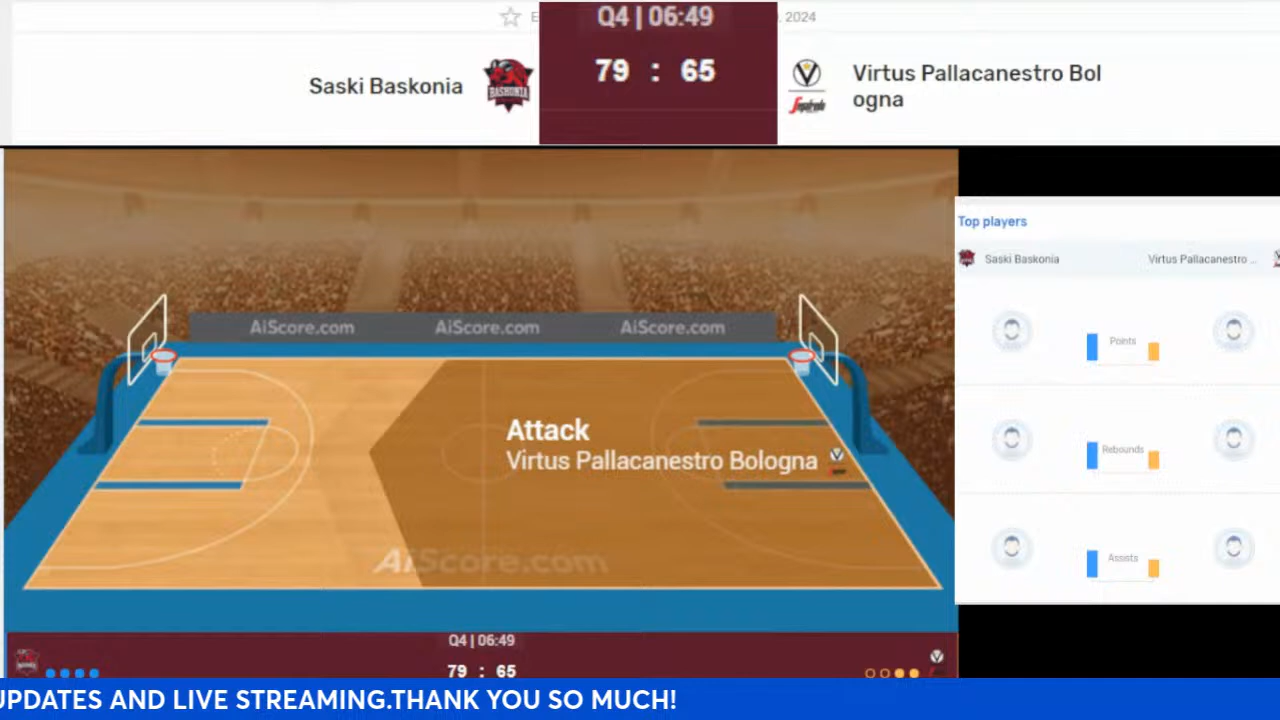 Q4 | 06:49
, 2024
79 : 65
Saski Baskonia
BASKONIA
Virtus Pallacanestro Bol
ogna
Top players
Saski Baskonia
Virtus Pallacanestro ...
AiScore.com
AiScore.com
AiScore.com
Points
Attack
Virtus Pallacanestro Bologna
Rebounds
AiScore.com
Assists
Q4 | 06:49
79 : 65
UPDATES AND LIVE STREAMING.THANK YOU SO MUCH!